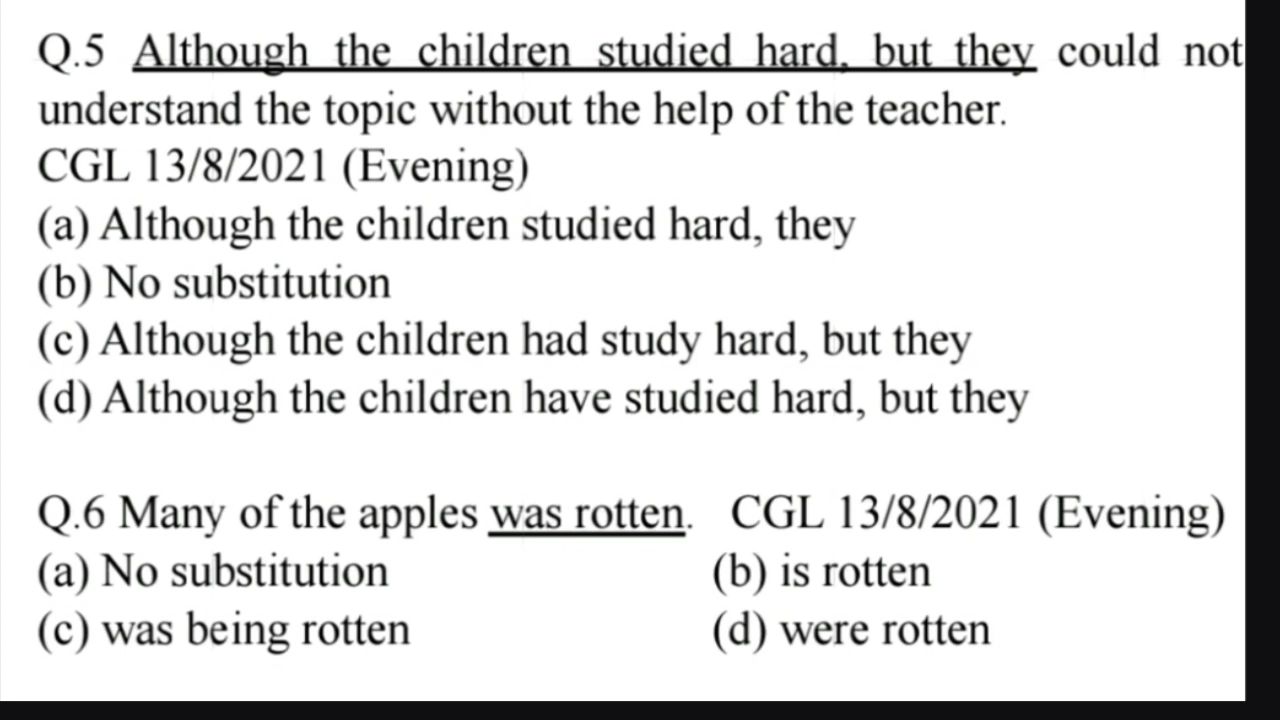 Q.5 Although the children studied hard, but they could not
understand the topic without the help of the teacher.
CGL 13/8/2021 (Evening)
(a) Although the children studied hard, they
(b) No substitution
(c) Although the children had study hard, but they
(d) Although the children have studied hard, but they
Q.6 Many of the apples was rotten. CGL 13/8/2021 (Evening)
(a) No substitution (b) is rotten
(c) was being rotten (d) were rotten